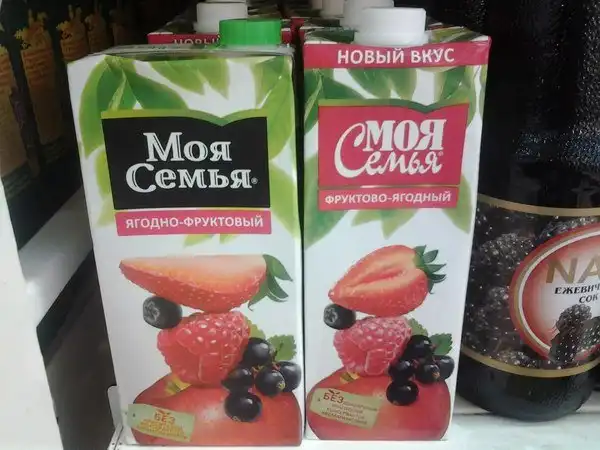 Моя
Семья®
ЯГОДНО-ФРУКТОВЫЙ
БЕЗ
НОВЫЙ ВКУС
МОЯ
Семья®
ФРУКТОВО-ЯГОДНЫЙ
БЕЗ
NA
ЕЖЕВИЧ
СОК